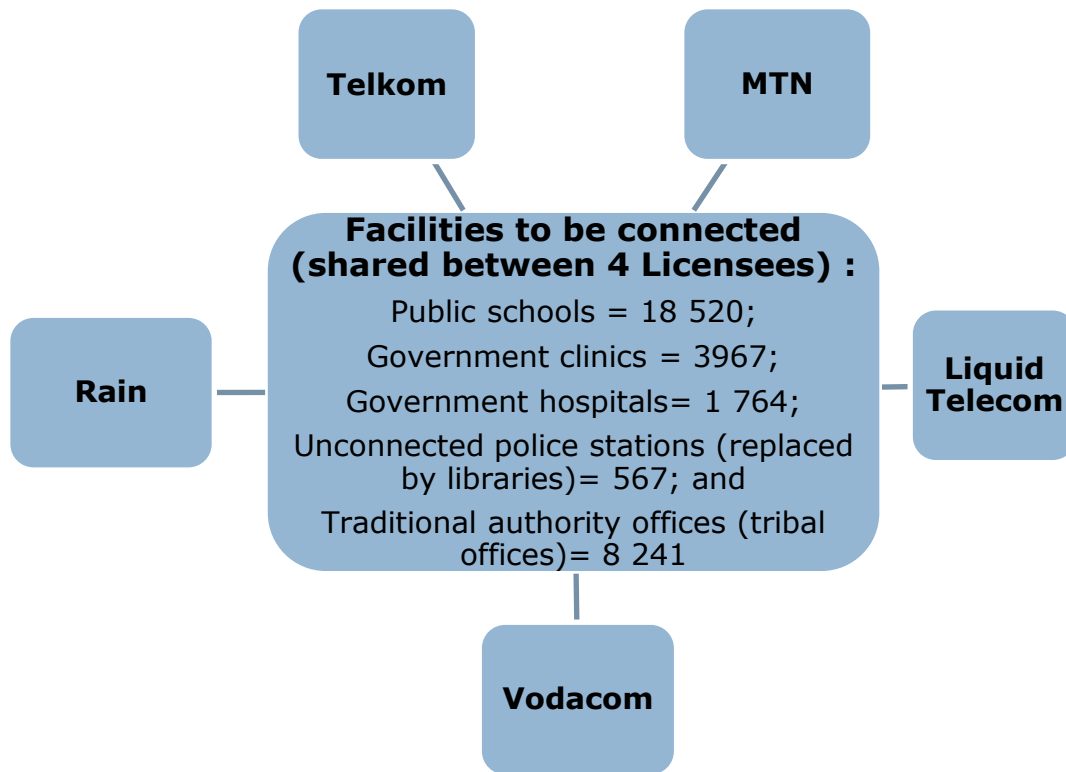 Telkom
MTN
Facilities to be connected
(shared between 4 Licensees) :
Public schools = 18 520;
Government clinics = 3967;
Government hospitals= 1 764;
Unconnected police stations (replaced
by libraries)= 567; and
Traditional authority offices (tribal
offices)= 8 241
Rain
Liquid
Telecom
Vodacom